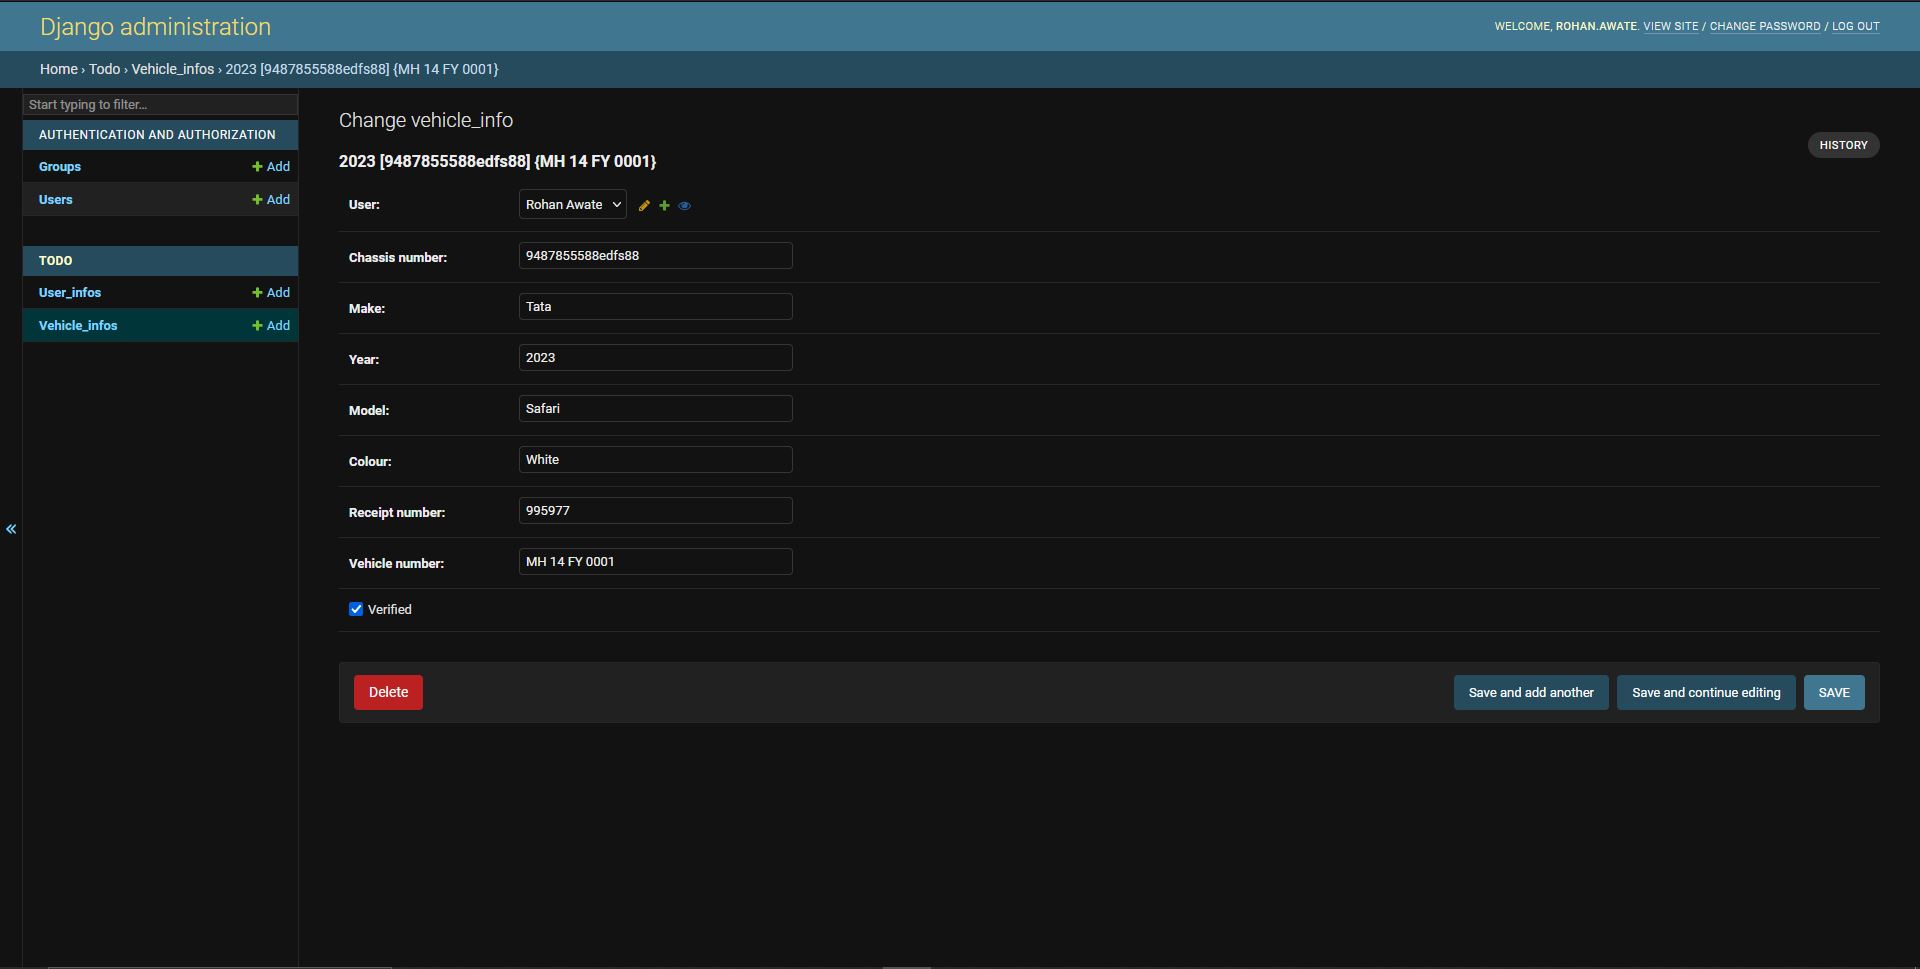 Django administration
WELCOME, ROHAN.AWATE. VIEW SITE / CHANGE PASSWORD / LOG OUT
Home › Todo › Vehicle_infos › 2023 [9487855588edfs88] {MH 14 FY 0001}
Start typing to filter...
AUTHENTICATION AND AUTHORIZATION
Groups + Add
Users + Add
TODO
User_infos + Add
Vehicle_infos + Add
«
Change vehicle_info
HISTORY
2023 [9487855588edfs88] {MH 14 FY 0001}
User: Rohan Awate
Chassis number: 9487855588edfs88
Make: Tata
Year: 2023
Model: Safari
Colour: White
Receipt number: 995977
Vehicle number: MH 14 FY 0001
Verified
Delete Save and add another Save and continue editing SAVE